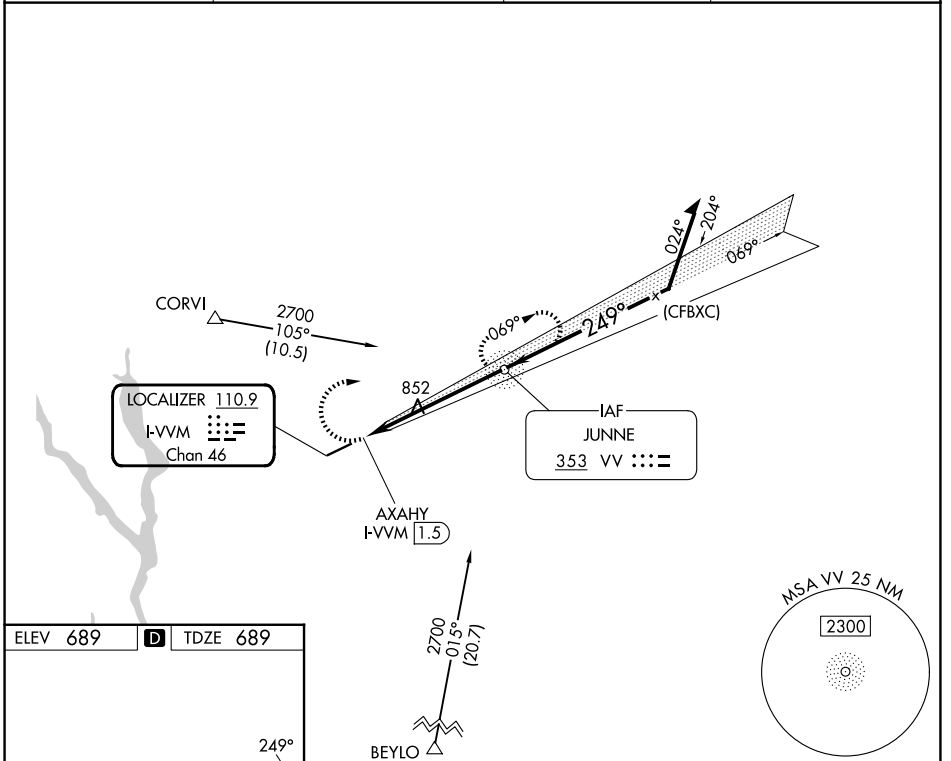 024°
204°
069°
CORVI
2700
105°
(10.5)
069°
249°
(CFBXC)
852
LOCALIZER 110.9
I-VVM
Chan 46
IAF
JUNNE
353 VV
AXAHY
I-VVM 1.5
MSA VV 25 NM
2300
2700
015°
(20.7)
BEYLO
ELEV 689 D TDZE 689
249°